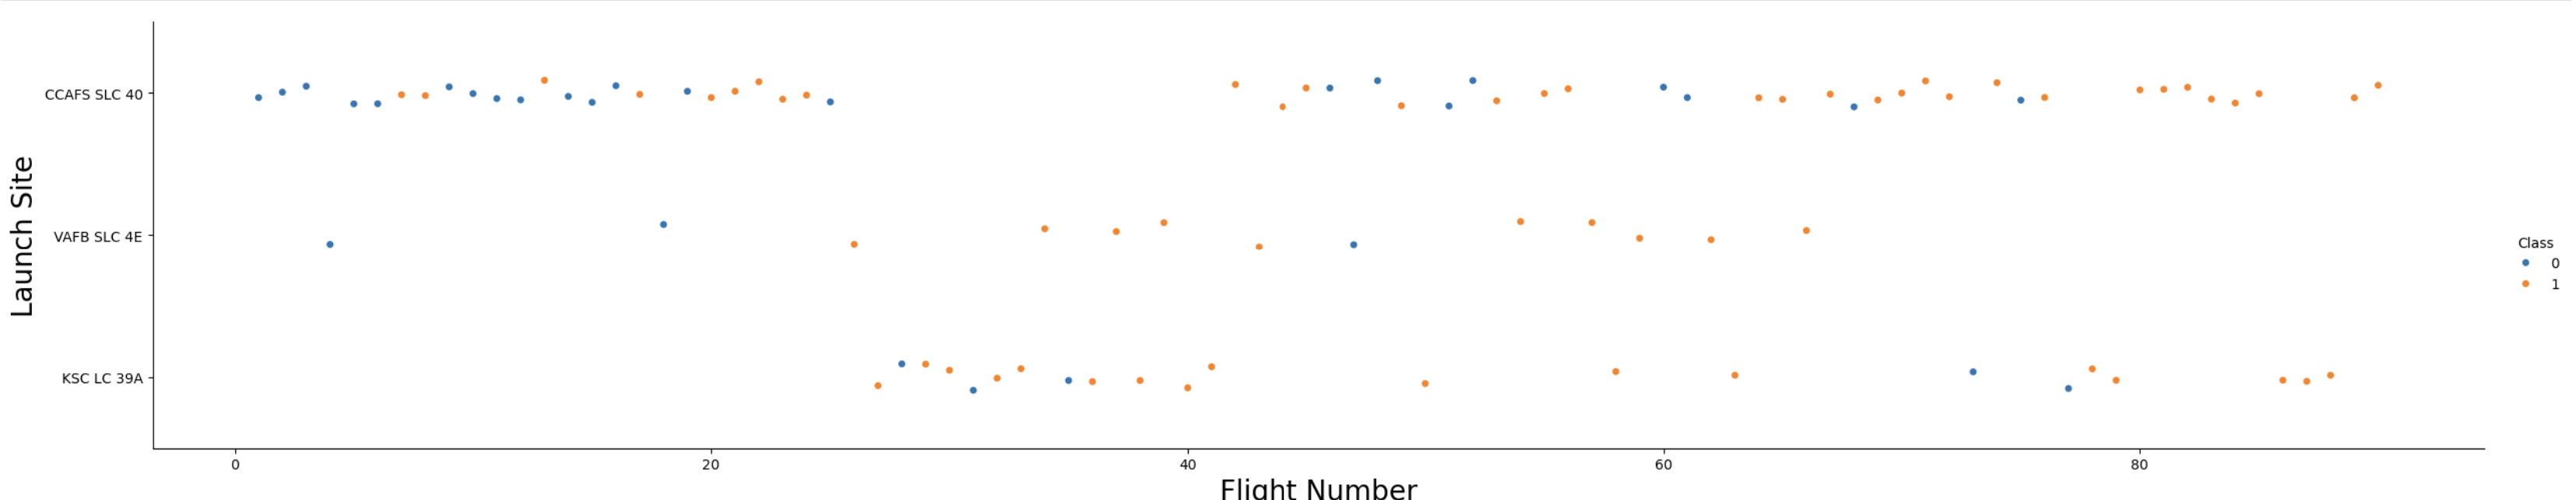 CCAFS SLC 40
VAFB SLC 4E
KSC LC 39A
Launch Site
0 20 40 60 80
Flight Number
Class
0
1